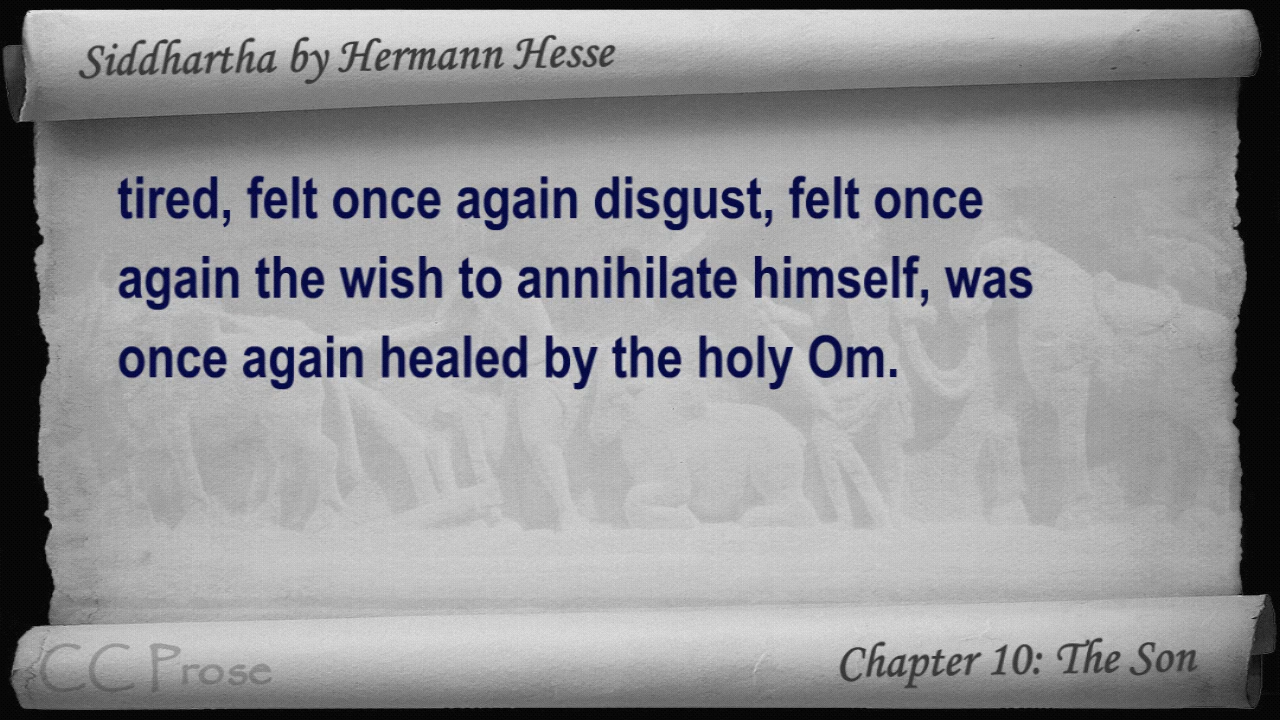 Siddhartha by Hermann Hesse
tired, felt once again disgust, felt once
again the wish to annihilate himself, was
once again healed by the holy Om.
CC Prose
Chapter 10: The Son